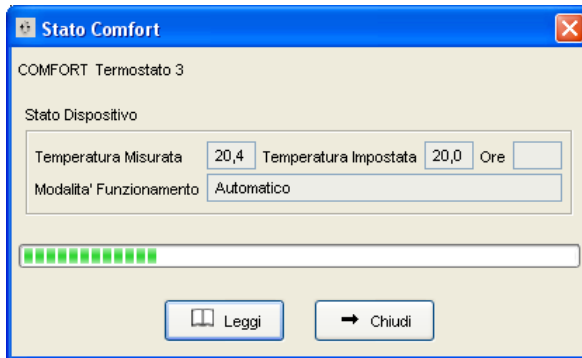 Stato Comfort
COMFORT Termostato 3
Stato Dispositivo
Temperatura Misurata 20,4 Temperatura Impostata 20,0 Ore
Modalita' Funzionamento Automatico
Leggi Chiudi